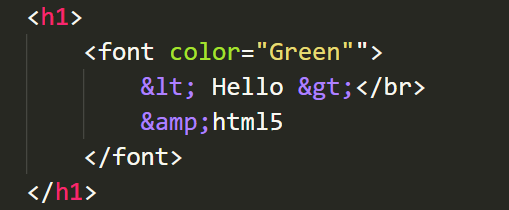 <h1>
<font color="Green"">
&lt; Hello &gt;</br>
&amp;html5
</font>
</h1>